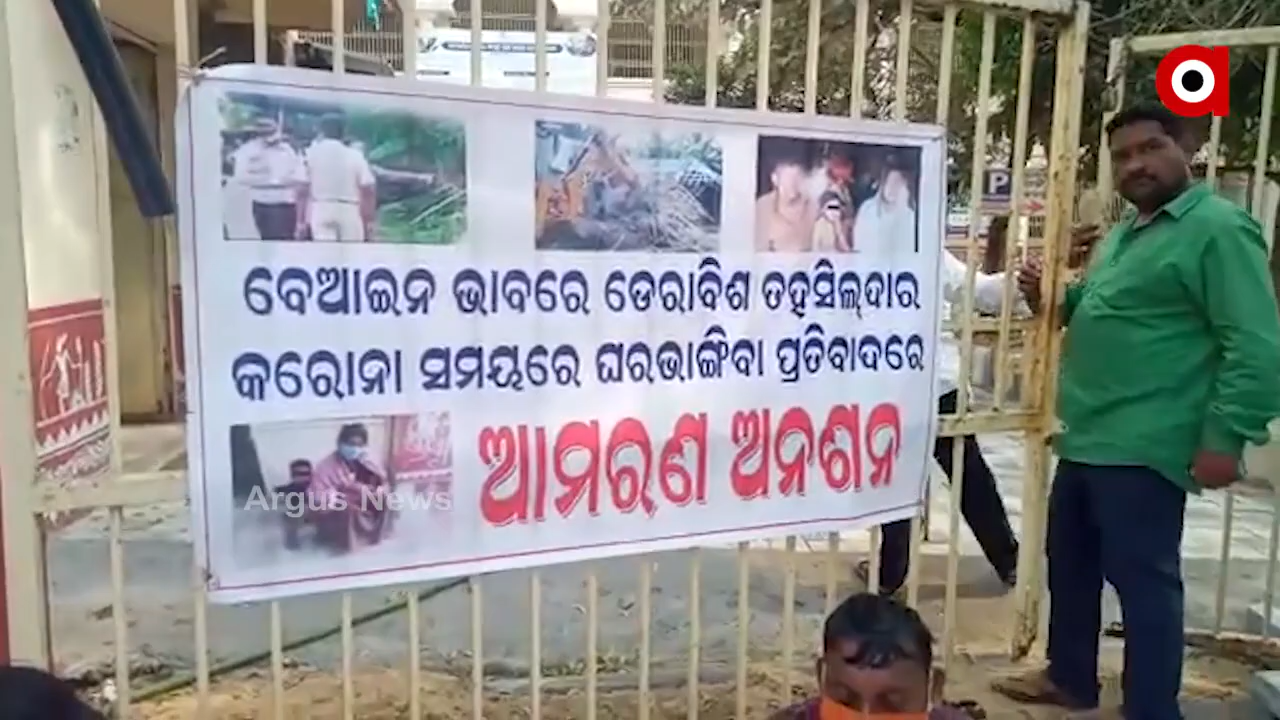 P
ବେଆଇନ ଭାବରେ ଡେରାବିଶ ତହସିଲ୍‌ଦାର
କରୋନା ସମୟରେ ଘରଭାଙ୍ଗିବା ପ୍ରତିବାଦରେ
ଆମରଣ ଅନଶନ
Argus News